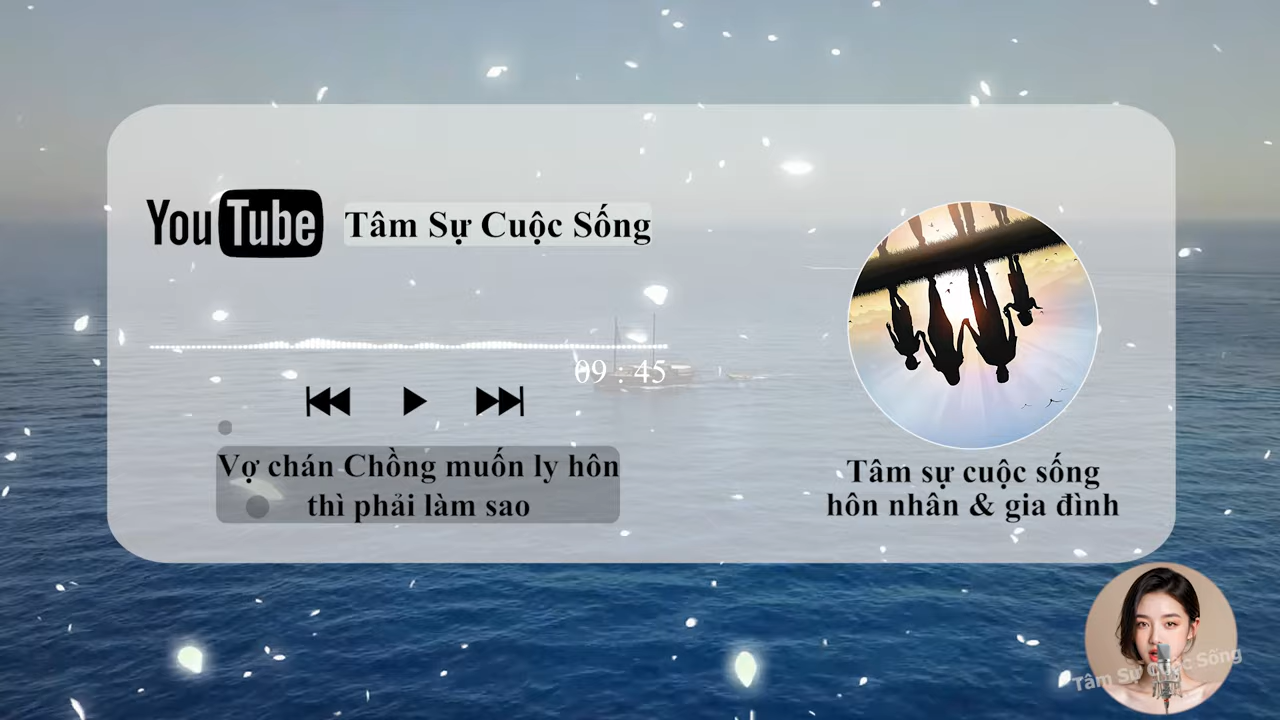 YouTube
Tâm Sự Cuộc Sống
09 : 45
Vợ chán Chồng muốn ly hôn
thì phải làm sao
Tâm sự cuộc sống
hôn nhân & gia đình
Tâm Sự Cuộc Sống